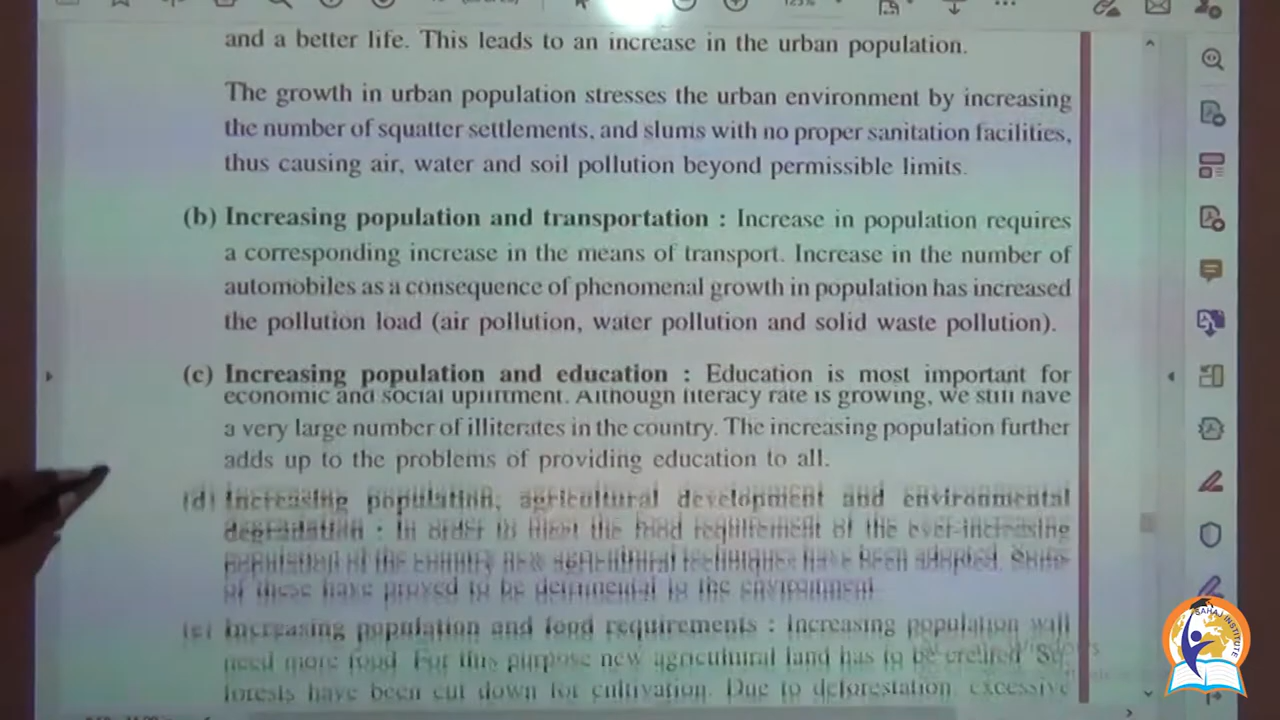 and a better life. This leads to an increase in the urban population.
The growth in urban population stresses the urban environment by increasing
the number of squatter settlements, and slums with no proper sanitation facilities,
thus causing air, water and soil pollution beyond permissible limits.
(b) Increasing population and transportation : Increase in population requires
a corresponding increase in the means of transport. Increase in the number of
automobiles as a consequence of phenomenal growth in population has increased
the pollution load (air pollution, water pollution and solid waste pollution).
(c) Increasing population and education : Education is most important for
economic and social upliftment. Although literacy rate is growing, we still have
a very large number of illiterates in the country. The increasing population further
adds up to the problems of providing education to all.
(d) Increasing population, agricultural development and environmental
degradation : In order to meet the food requirement of the ever-increasing
population of the country new agricultural techniques have been adopted. Some
of these have proved to be detrimental to the environment.
(e) Increasing population and food requirements : Increasing population will
need more food. For this purpose new agricultural land has to be created. So,
forests have been cut down for cultivation. Due to deforestation, excessive
SAHAJ INSTITUTE